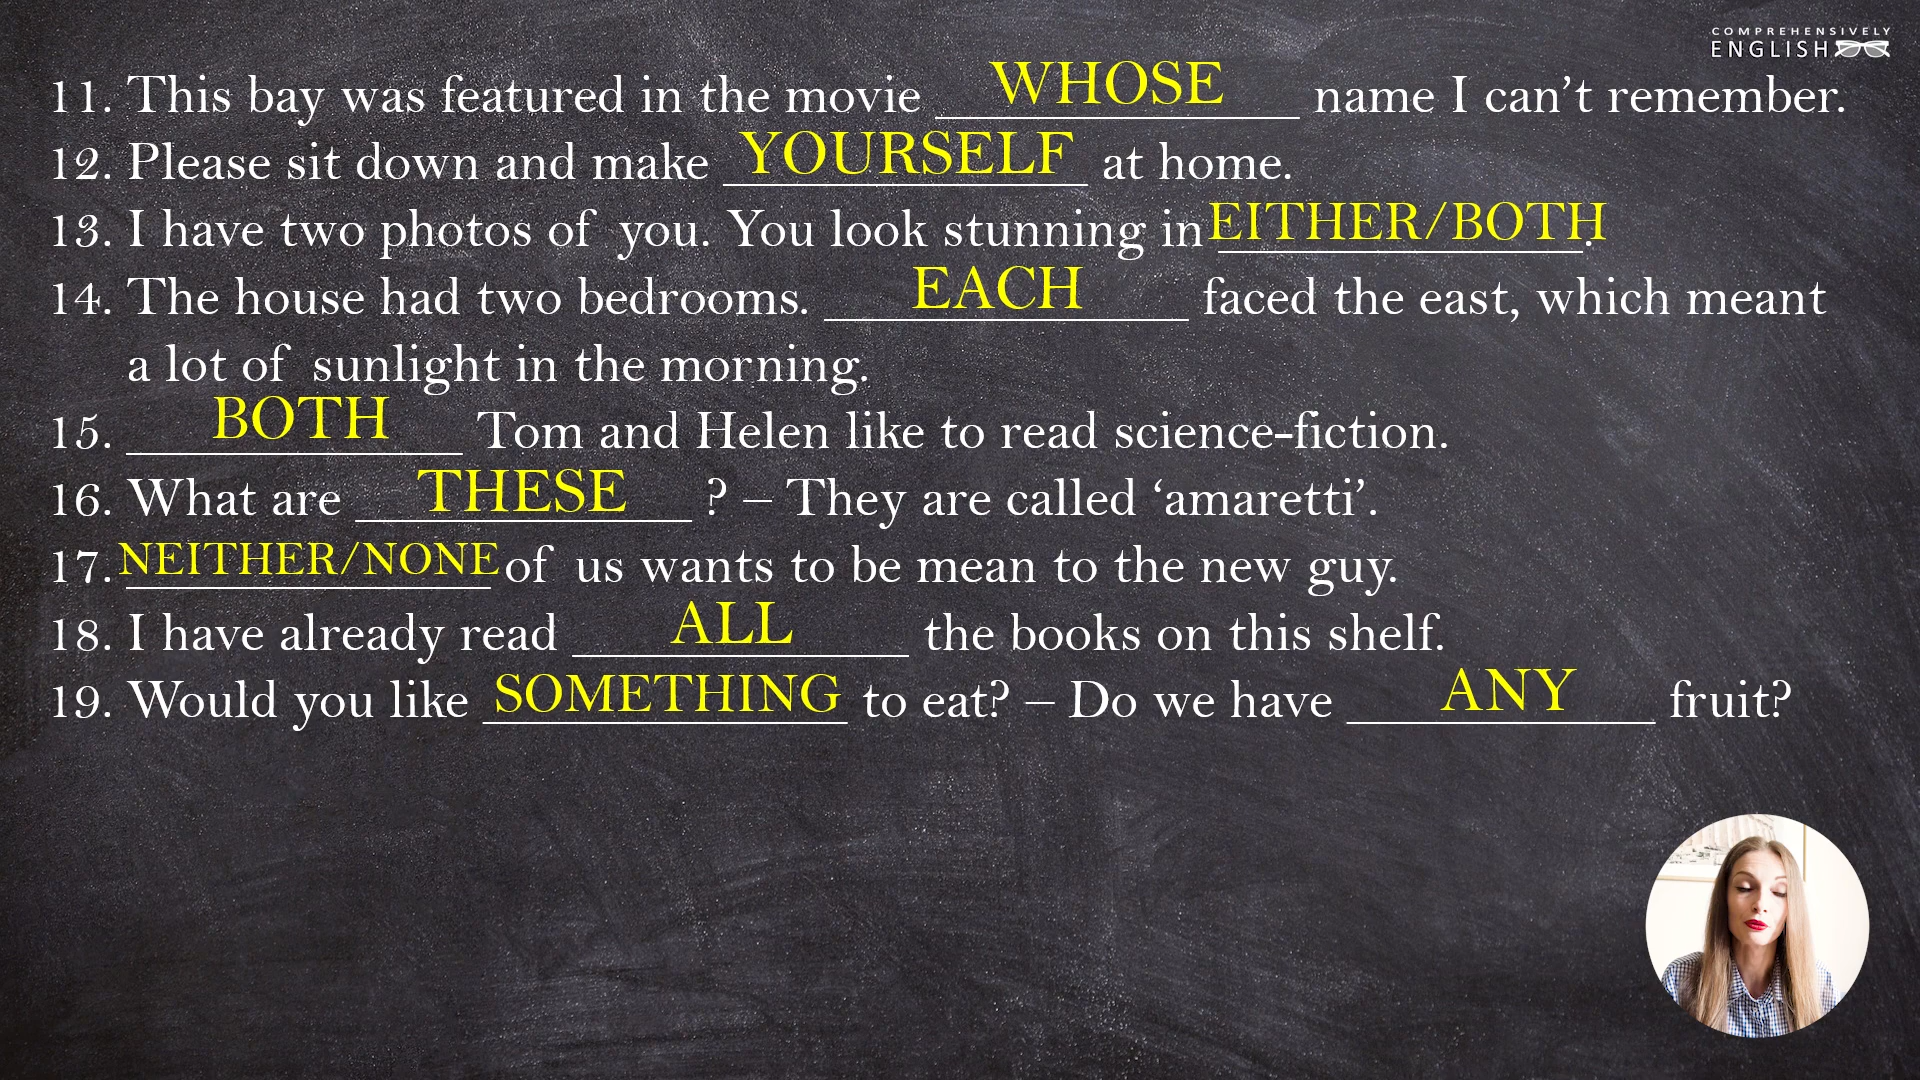 COMPREHENSIVELY
ENGLISH
11. This bay was featured in the movie WHOSE name I can’t remember.
12. Please sit down and make YOURSELF at home.
13. I have two photos of you. You look stunning in EITHER/BOTH.
14. The house had two bedrooms. EACH faced the east, which meant
a lot of sunlight in the morning.
15. BOTH Tom and Helen like to read science-fiction.
16. What are THESE ? – They are called ‘amaretti’.
17. NEITHER/NONE of us wants to be mean to the new guy.
18. I have already read ALL the books on this shelf.
19. Would you like SOMETHING to eat? – Do we have ANY fruit?